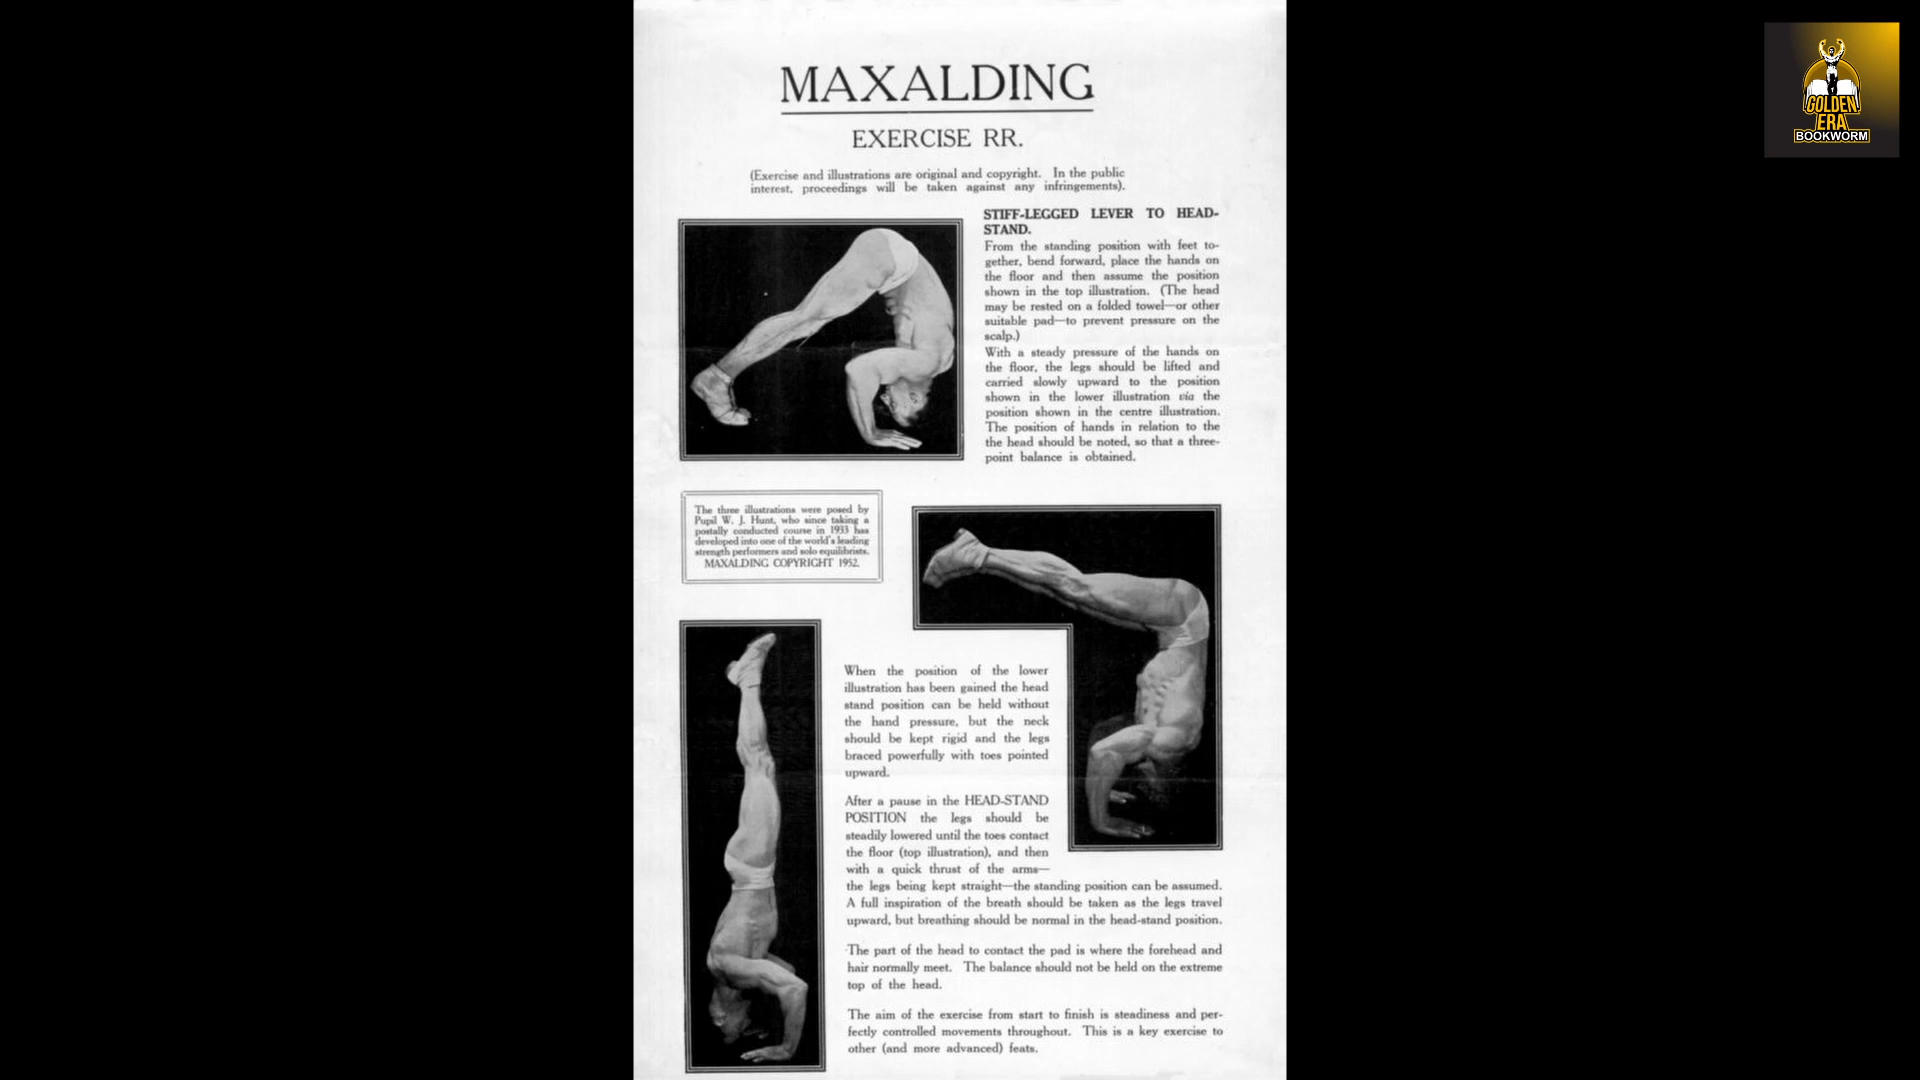 MAXALDING
EXERCISE RR.
(Exercise and illustrations are original and copyright. In the public
interest, proceedings will be taken against any infringements).
STIFF-LEGGED LEVER TO HEAD-
STAND.
From the standing position with feet to-
gether, bend forward, place the hands on
the floor and then assume the position
shown in the top illustration. (The head
may be rested on a folded towel—or other
suitable pad—to prevent pressure on the
scalp.)
With a steady pressure of the hands on
the floor, the legs should be lifted and
carried slowly upward to the position
shown in the lower illustration via the
position shown in the centre illustration.
The position of hands in relation to the
the head should be noted, so that a three-
point balance is obtained.
The three illustrations were posed by
Pupil W. J. Hunt, who since taking a
postally conducted course in 1933 has
developed into one of the world's leading
strength performers and solo equilibrists.
MAXALDING COPYRIGHT 1952.
When the position of the lower
illustration has been gained the head
stand position can be held without
the hand pressure, but the neck
should be kept rigid and the legs
braced powerfully with toes pointed
upward.
After a pause in the HEAD-STAND
POSITION the legs should be
steadily lowered until the toes contact
the floor (top illustration), and then
with a quick thrust of the arms—
the legs being kept straight—the standing position can be assumed.
A full inspiration of the breath should be taken as the legs travel
upward, but breathing should be normal in the head-stand position.
The part of the head to contact the pad is where the forehead and
hair normally meet. The balance should not be held on the extreme
top of the head.
The aim of the exercise from start to finish is steadiness and per-
fectly controlled movements throughout. This is a key exercise to
other (and more advanced) feats.
GOLDEN
ERA
BOOKWORM